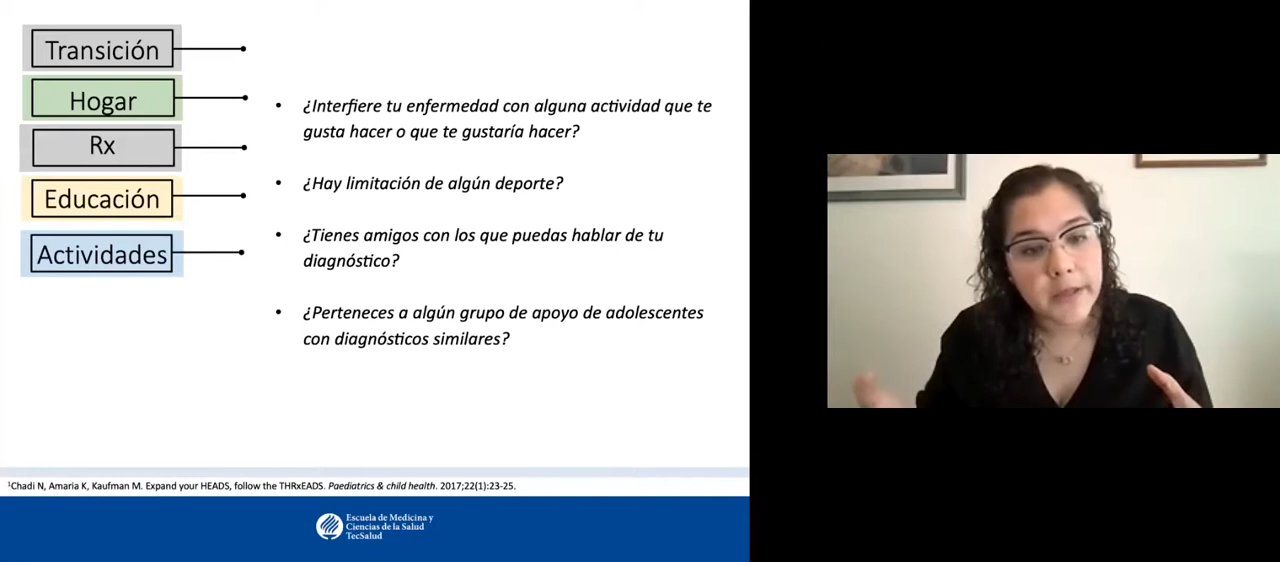 Transición
Hogar
Rx
Educación
Actividades
• ¿Interfiere tu enfermedad con alguna actividad que te
gusta hacer o que te gustaría hacer?
• ¿Hay limitación de algún deporte?
• ¿Tienes amigos con los que puedas hablar de tu
diagnóstico?
• ¿Perteneces a algún grupo de apoyo de adolescentes
con diagnósticos similares?
¹Chadi N, Amaria K, Kaufman M. Expand your HEADS, follow the THRxEADS. Paediatrics & child health. 2017;22(1):23-25.
Escuela de Medicina y
Ciencias de la Salud
TecSalud